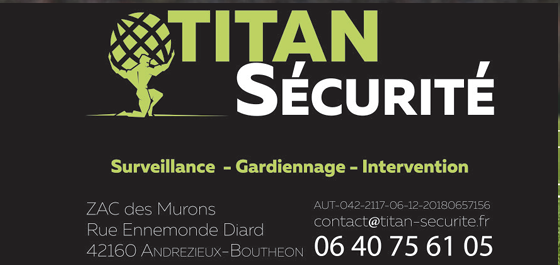 TITAN
SÉCURITÉ
Surveillance - Gardiennage - Intervention
ZAC des Murons
Rue Ennemonde Diard
42160 ANDREZIEUX-BOUTHEON
AUT-042-2117-06-12-20180657156
contact@titan-securite.fr
06 40 75 61 05